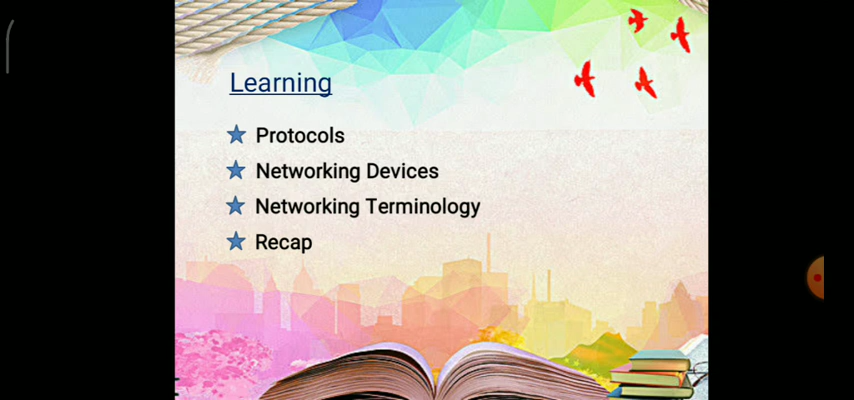 Learning
Protocols
Networking Devices
Networking Terminology
Recap